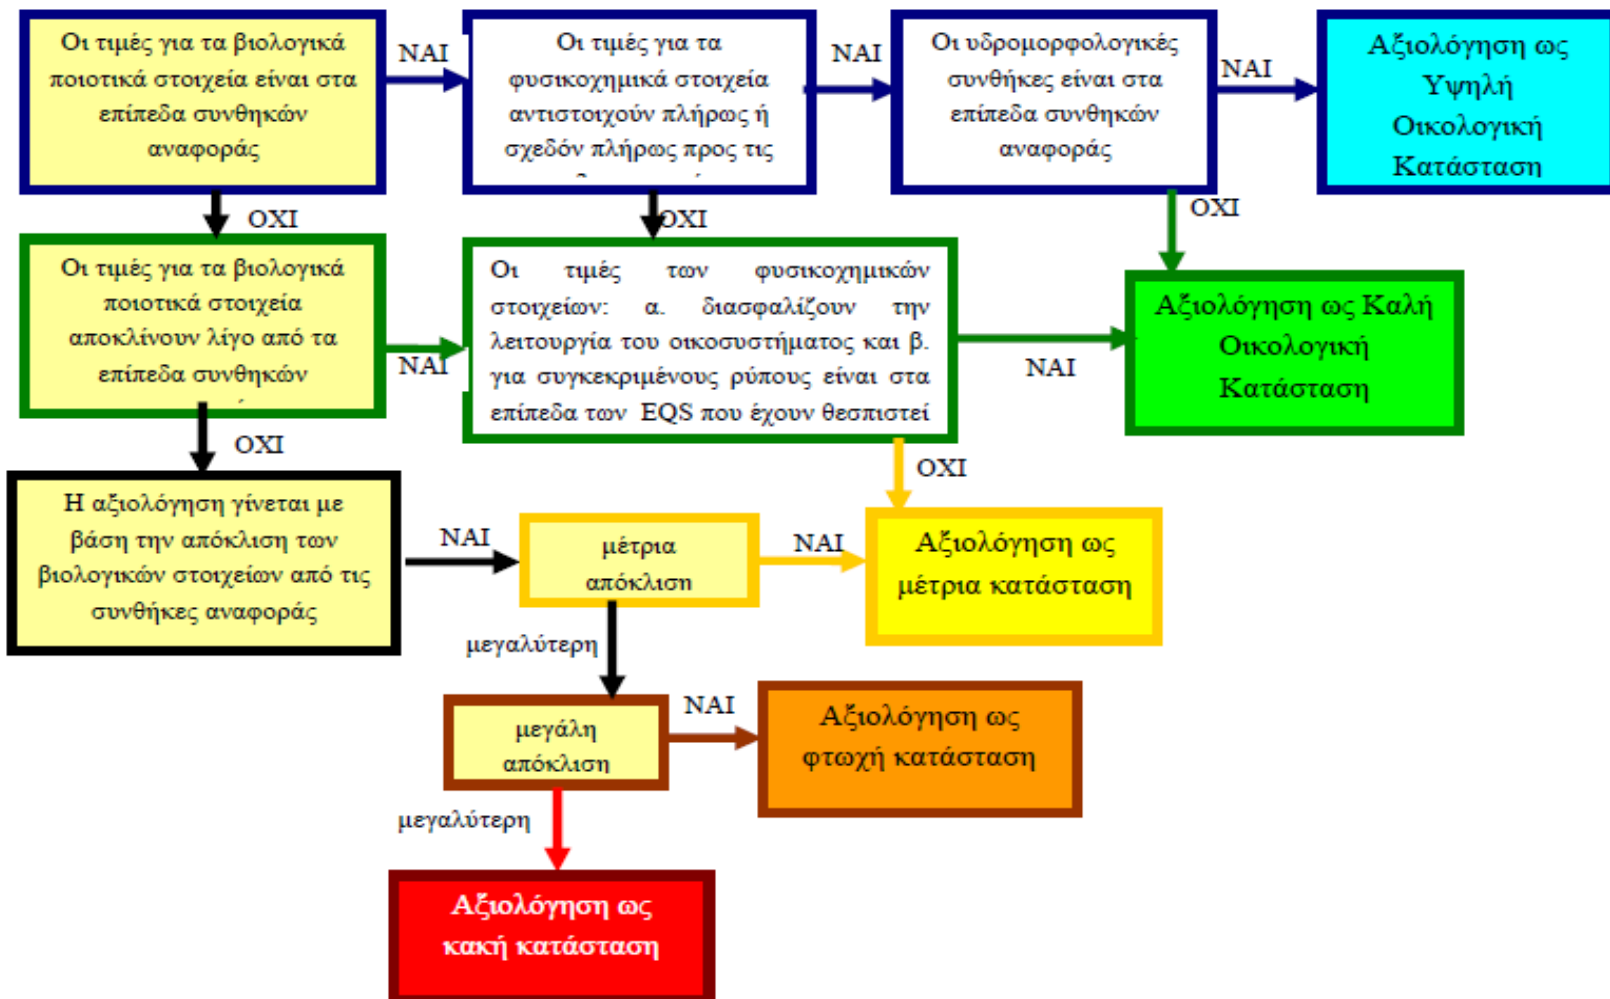 Οι τιμές για τα βιολογικά
ποιοτικά στοιχεία είναι στα
επίπεδα συνθηκών
αναφοράς
ΝΑΙ
Οι τιμές για τα
φυσικοχημικά στοιχεία
αντιστοιχούν πλήρως ή
σχεδόν πλήρως προς τις
ΝΑΙ
Οι υδρομορφολογικές
συνθήκες είναι στα
επίπεδα συνθηκών
αναφοράς
ΝΑΙ
Αξιολόγηση ως
Υψηλή
Οικολογική
Κατάσταση
ΟΧΙ
ΟΧΙ
ΟΧΙ
Οι τιμές για τα βιολογικά
ποιοτικά στοιχεία
αποκλίνουν λίγο από τα
επίπεδα συνθηκών
ΝΑΙ
Οι τιμές των φυσικοχημικών
στοιχείων: α. διασφαλίζουν την
λειτουργία του οικοσυστήματος και β.
για συγκεκριμένους ρύπους είναι στα
επίπεδα των EQS που έχουν θεσπιστεί
ΝΑΙ
Αξιολόγηση ως Καλή
Οικολογική
Κατάσταση
ΟΧΙ
ΟΧΙ
Η αξιολόγηση γίνεται με
βάση την απόκλιση των
βιολογικών στοιχείων από τις
συνθήκες αναφοράς
ΝΑΙ
μέτρια
απόκλιση
ΝΑΙ
Αξιολόγηση ως
μέτρια κατάσταση
μεγαλύτερη
μεγάλη
απόκλιση
ΝΑΙ
Αξιολόγηση ως
φτωχή κατάσταση
μεγαλύτερη
Αξιολόγηση ως
κακή κατάσταση